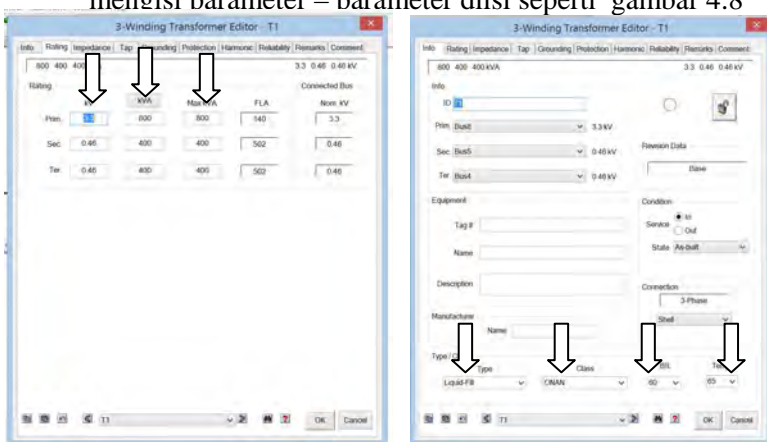 mengisi parameter – parameter diisi seperti gambar 4.8
3-Winding Transformer Editor - T1
Info Rating Impedance Tap Grounding Protection Harmonic Reliability Remarks Comment
800 400 400 3.3 0.46 0.46 kV
Rating Connected Bus
kV kVA Max kVA FLA Nom. kV
Prim. 3.3 800 800 140 3.3
Sec. 0.46 400 400 502 0.46
Ter. 0.46 400 400 502 0.46
T1
OK Cancel
3-Winding Transformer Editor - T1
Info Rating Impedance Tap Grounding Protection Harmonic Reliability Remarks Comment
800 400 400 kVA 3.3 0.46 0.46 kV
Info
ID T1
Prim. 3.3 kV
Sec. Bus5 0.46 kV
Ter. Bus4 0.46 kV
Revision Data
Base
Equipment
Tag #
Name
Description
Condition
Service In
Out
State As-built
Connection
3-Phase
Shell
Manufacturer
Name
Type Class BIL
Liquid-Fill 60 65
T1
OK Cancel